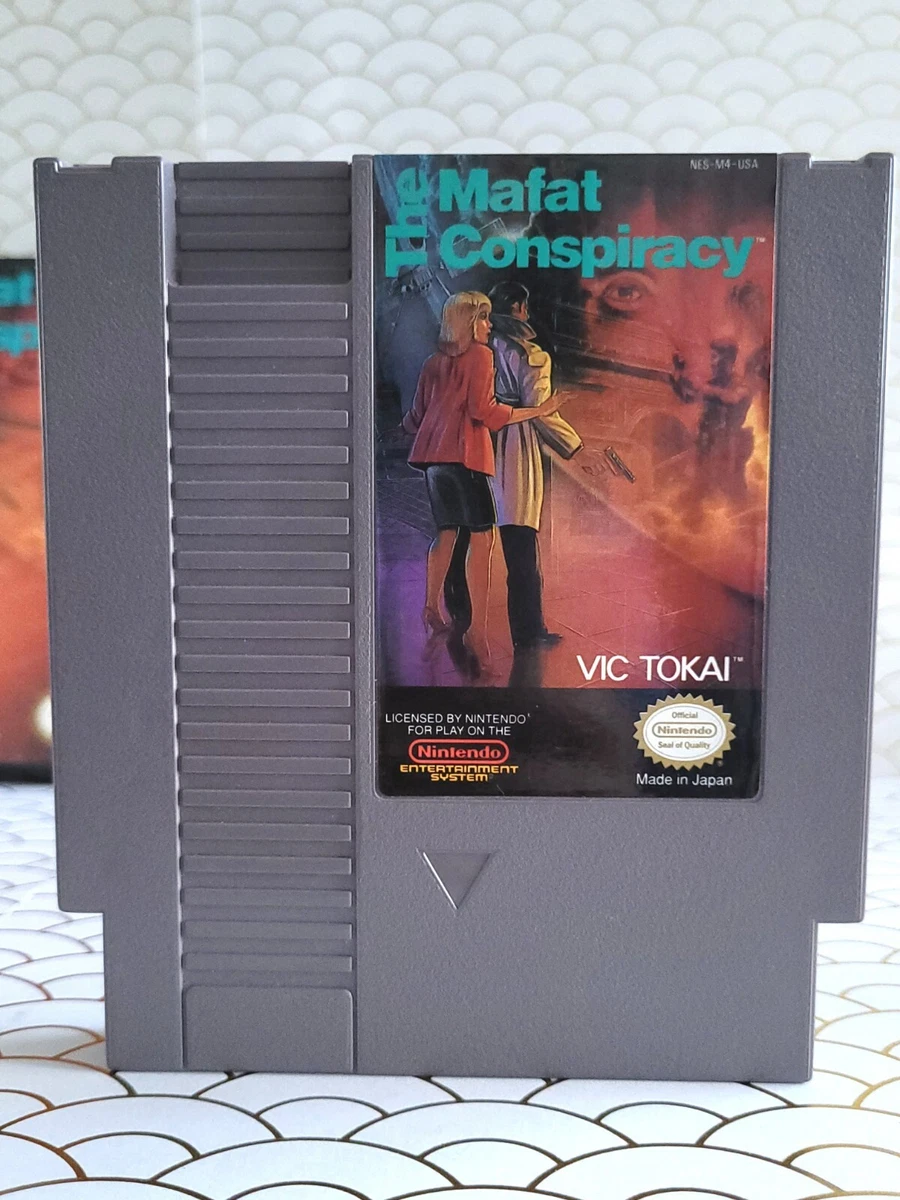 NES-M4-USA
The Mafat
Conspiracy™
VIC TOKAI™
LICENSED BY NINTENDO®
FOR PLAY ON THE
Nintendo
ENTERTAINMENT
SYSTEM®
Official
Nintendo
Seal of Quality
®
Made in Japan
at